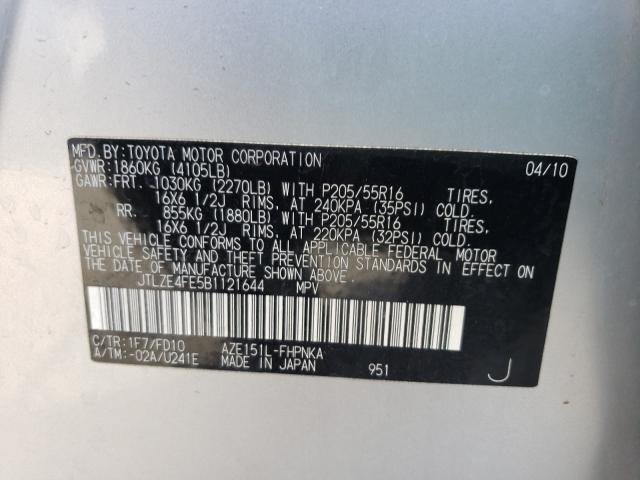 MFD.BY:TOYOTA MOTOR CORPORATION 04/10
GVWR:1860KG (4105LB)
GAWR:FRT. 1030KG (2270LB) WITH P205/55R16 TIRES,
16X6 1/2J RIMS, AT 240KPA (35PSI) COLD.
RR. 855KG (1880LB) WITH P205/55R16 TIRES,
16X6 1/2J RIMS, AT 220KPA (32PSI) COLD.
THIS VEHICLE CONFORMS TO ALL APPLICABLE FEDERAL MOTOR
VEHICLE SAFETY AND THEFT PREVENTION STANDARDS IN EFFECT ON
THE DATE OF MANUFACTURE SHOWN ABOVE.
JTLZE4FE5B1121644 MPV
C/TR:1F7/FD10 AZE151L-FHPNKA
A/TM:-02A/U241E MADE IN JAPAN 951 J